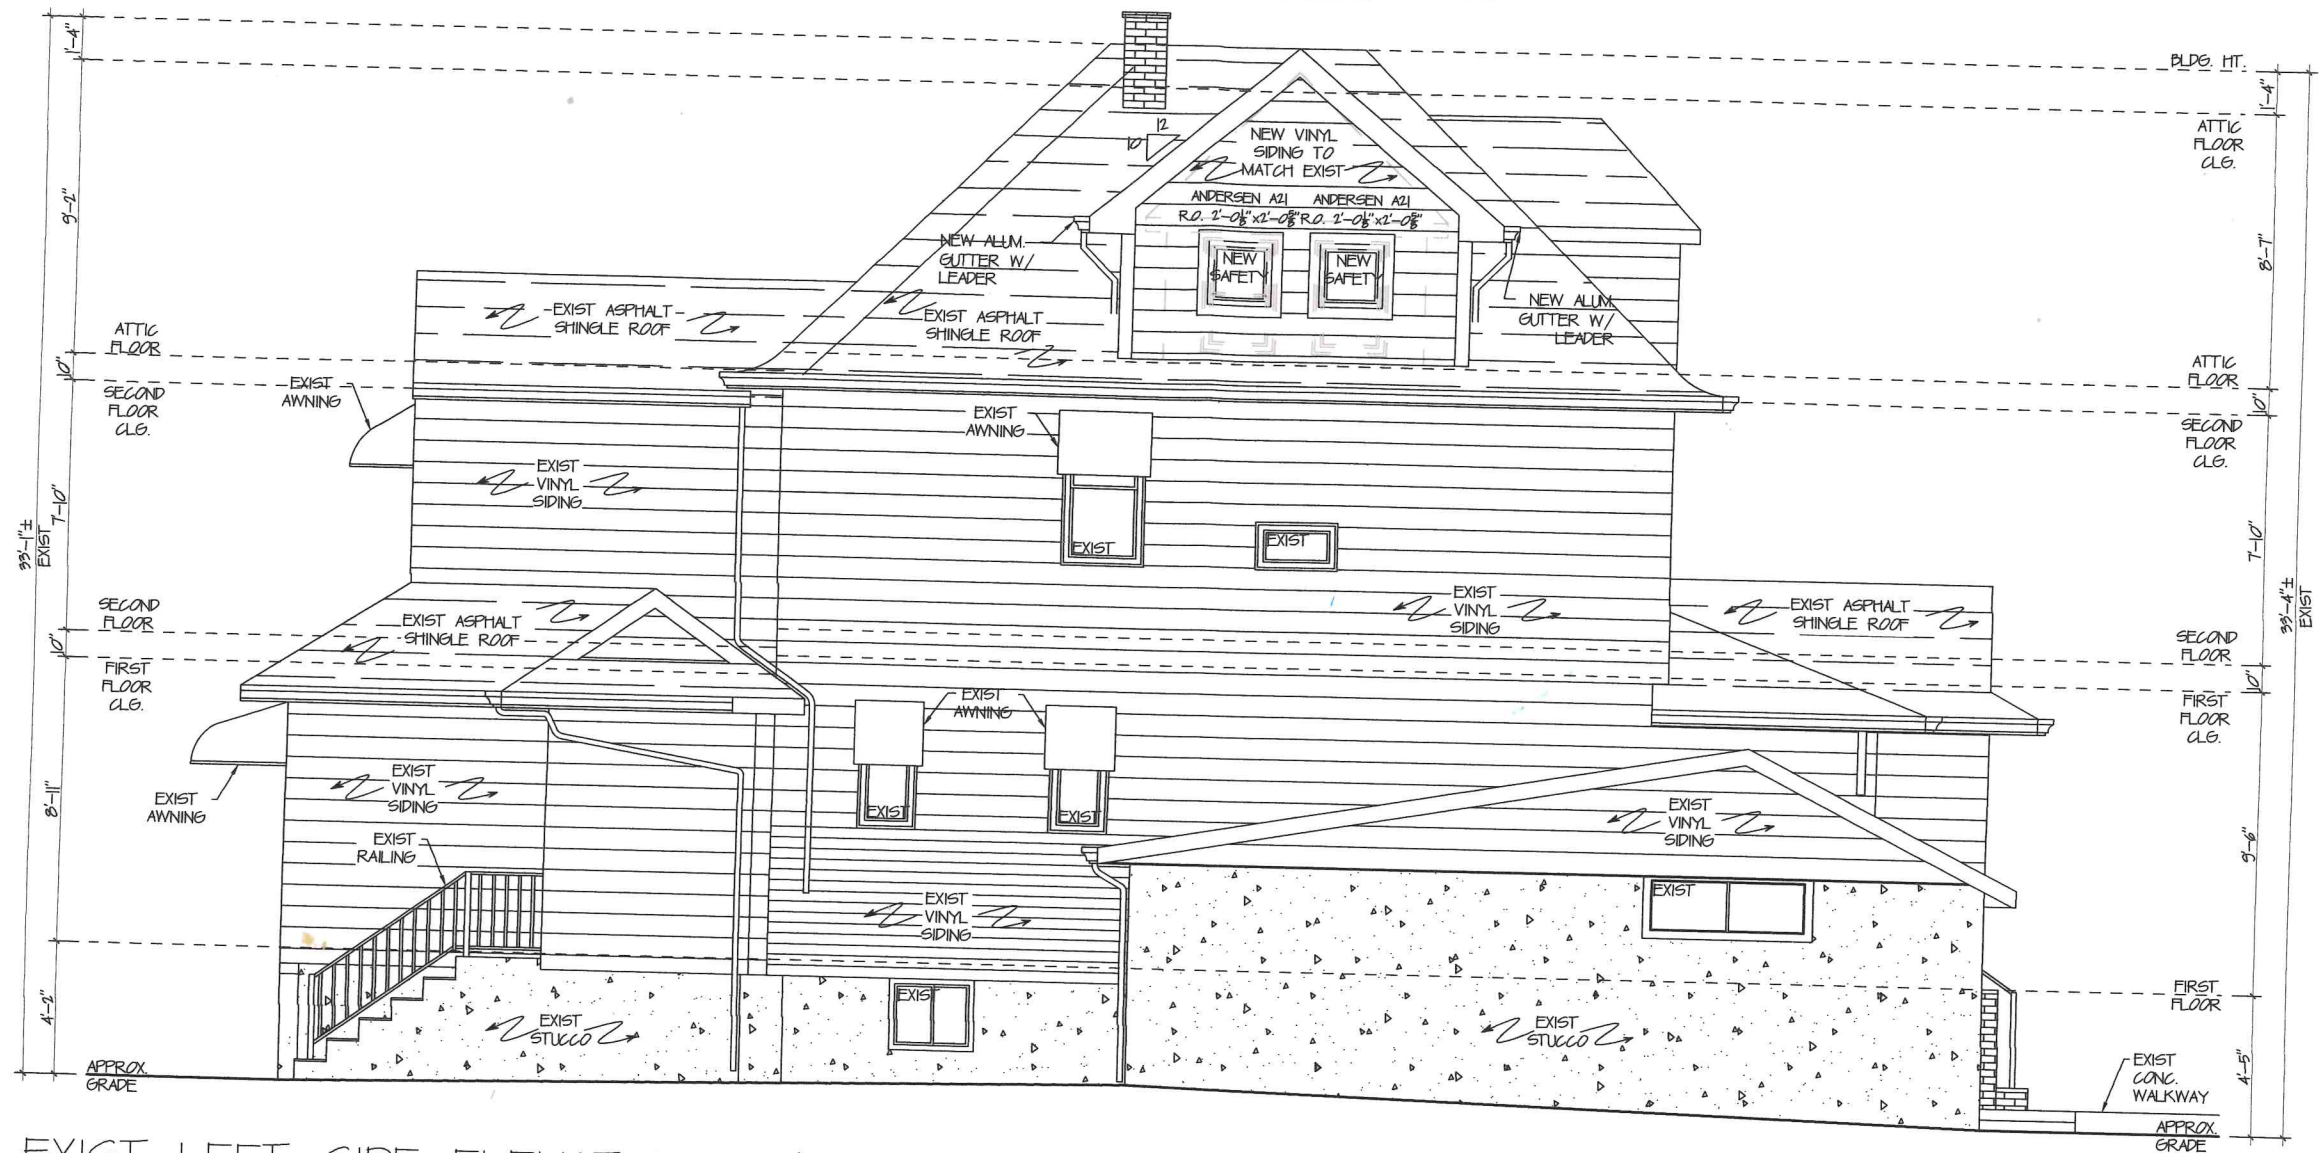 1'-4"
9'-2"
10"
7'-10"
33'-1"±
EXIST
10"
8'-11"
4'-2"
ATTIC
FLOOR
SECOND
FLOOR
CLG.
SECOND
FLOOR
FIRST
FLOOR
CLG.
APPROX.
GRADE
12
10
NEW VINYL
SIDING TO
MATCH EXIST
ANDERSEN A21 ANDERSEN A21
R.O. 2'-0⅛"x2'-0⅝" R.O. 2'-0⅛"x2'-0⅝"
NEW
SAFETY
NEW
SAFETY
NEW ALUM.
GUTTER W/
LEADER
NEW ALUM.
GUTTER W/
LEADER
EXIST ASPHALT
SHINGLE ROOF
EXIST ASPHALT
SHINGLE ROOF
EXIST
AWNING
EXIST
AWNING
EXIST
VINYL
SIDING
EXIST
EXIST
EXIST
VINYL
SIDING
EXIST ASPHALT
SHINGLE ROOF
EXIST ASPHALT
SHINGLE ROOF
EXIST
AWNING
EXIST
AWNING
EXIST
VINYL
SIDING
EXIST
EXIST
EXIST
VINYL
SIDING
EXIST
RAILING
EXIST
VINYL
SIDING
EXIST
EXIST
EXIST
STUCCO
EXIST
STUCCO
EXIST
CONC.
WALKWAY
BLDG. HT.
ATTIC
FLOOR
CLG.
ATTIC
FLOOR
SECOND
FLOOR
CLG.
SECOND
FLOOR
FIRST
FLOOR
CLG.
FIRST
FLOOR
APPROX.
GRADE
1'-4"
8'-7"
10"
7'-10"
33'-4"±
EXIST
10"
9'-6"
4'-5"
EXIST LEFT SIDE